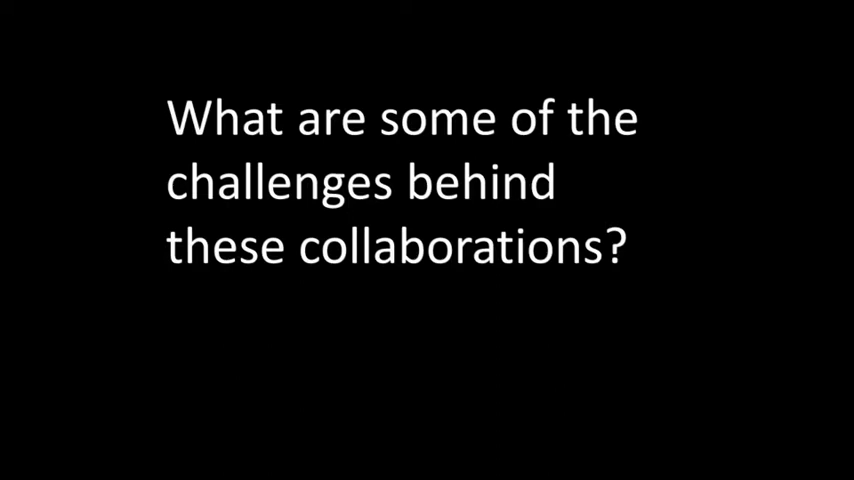 What are some of the
challenges behind
these collaborations?